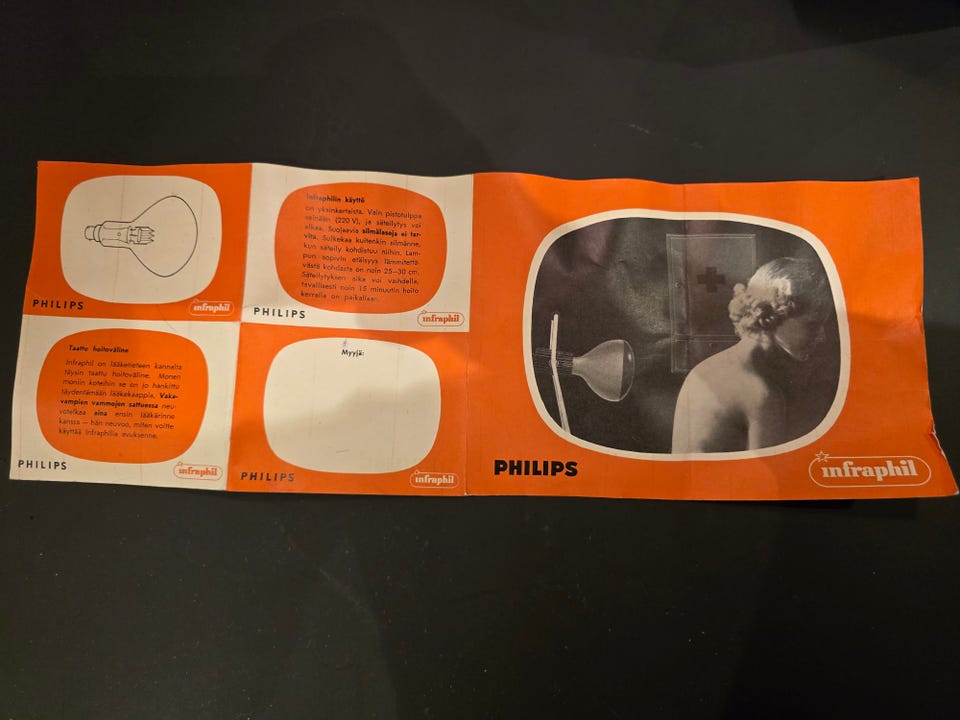 PHILIPS
infraphil
Infraphilin käyttö
on yksinkertaista. Vain pistotulppa
seinään (220 V), ja säteilytys voi
alkaa. Suojaavia silmälaseja ei tar-
vita. Sulkekaa kuitenkin silmänne,
kun säteily kohdistuu niihin. Lam-
pun sopivin etäisyys lämmitettä-
västä kohdasta on noin 25—30 cm.
Säteilytyksen aika voi vaihdella,
tavallisesti noin 15 minuutin hoito
kerralla on paikallaan.
PHILIPS
infraphil
Taattu hoitoväline
Infraphil on lääketieteen kannalta
täysin taattu hoitoväline. Monen
moniin koteihin se on jo hankittu
täydentämään lääkekaappia. Vaka-
vampien vammojen sattuessa neu-
votelkaa aina ensin lääkärinne
kanssa — hän neuvoo, miten voitte
käyttää Infraphilia avuksenne.
PHILIPS
infraphil
Myyjä:
PHILIPS
infraphil
PHILIPS
infraphil